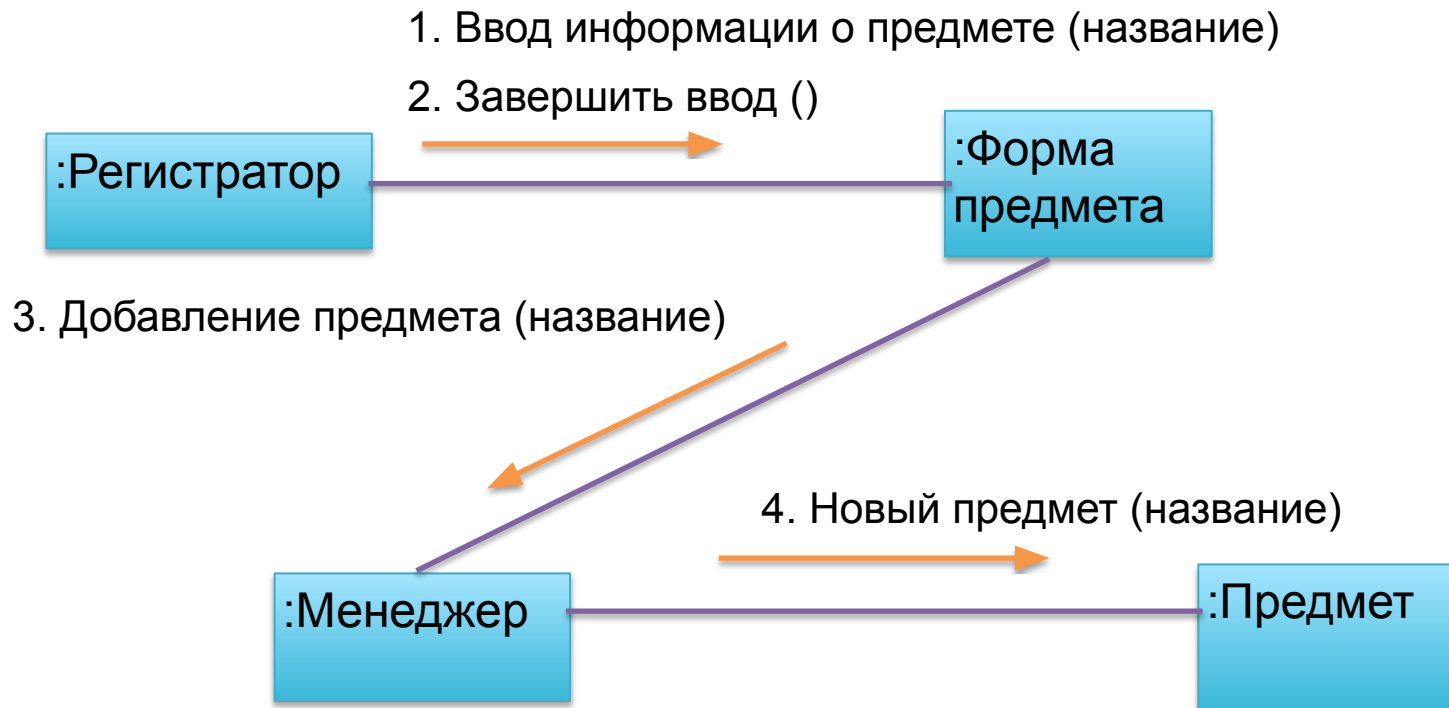 1. Ввод информации о предмете (название)
2. Завершить ввод ()
:Регистратор
:Форма
предмета
3. Добавление предмета (название)
4. Новый предмет (название)
:Менеджер
:Предмет